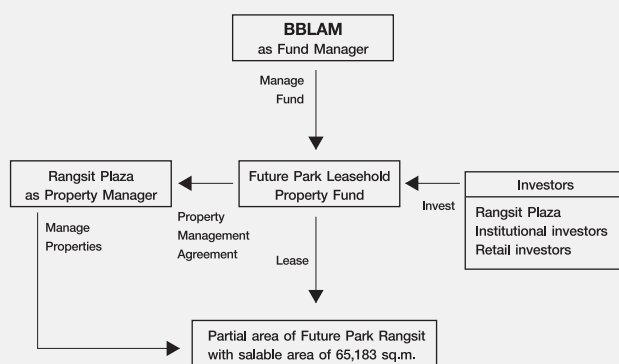 BBLAM
as Fund Manager
Manage
Fund
Rangsit Plaza
as Property Manager
Future Park Leasehold
Property Fund
Investors
Rangsit Plaza
Institutional investors
Retail investors
Invest
Manage
Properties
Property
Management
Agreement
Lease
Partial area of Future Park Rangsit
with salable area of 65,183 sq.m.